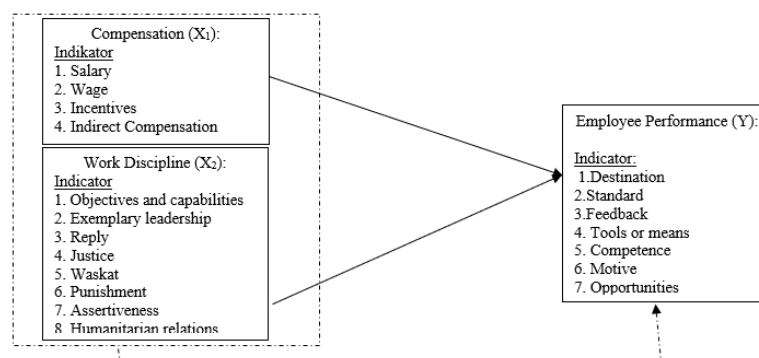 Compensation (X₁):
Indikator
1. Salary
2. Wage
3. Incentives
4. Indirect Compensation
Work Discipline (X₂):
Indicator
1. Objectives and capabilities
2. Exemplary leadership
3. Reply
4. Justice
5. Waskat
6. Punishment
7. Assertiveness
8. Humanitarian relations
Employee Performance (Y):
Indicator:
1.Destination
2.Standard
3.Feedback
4. Tools or means
5. Competence
6. Motive
7. Opportunities